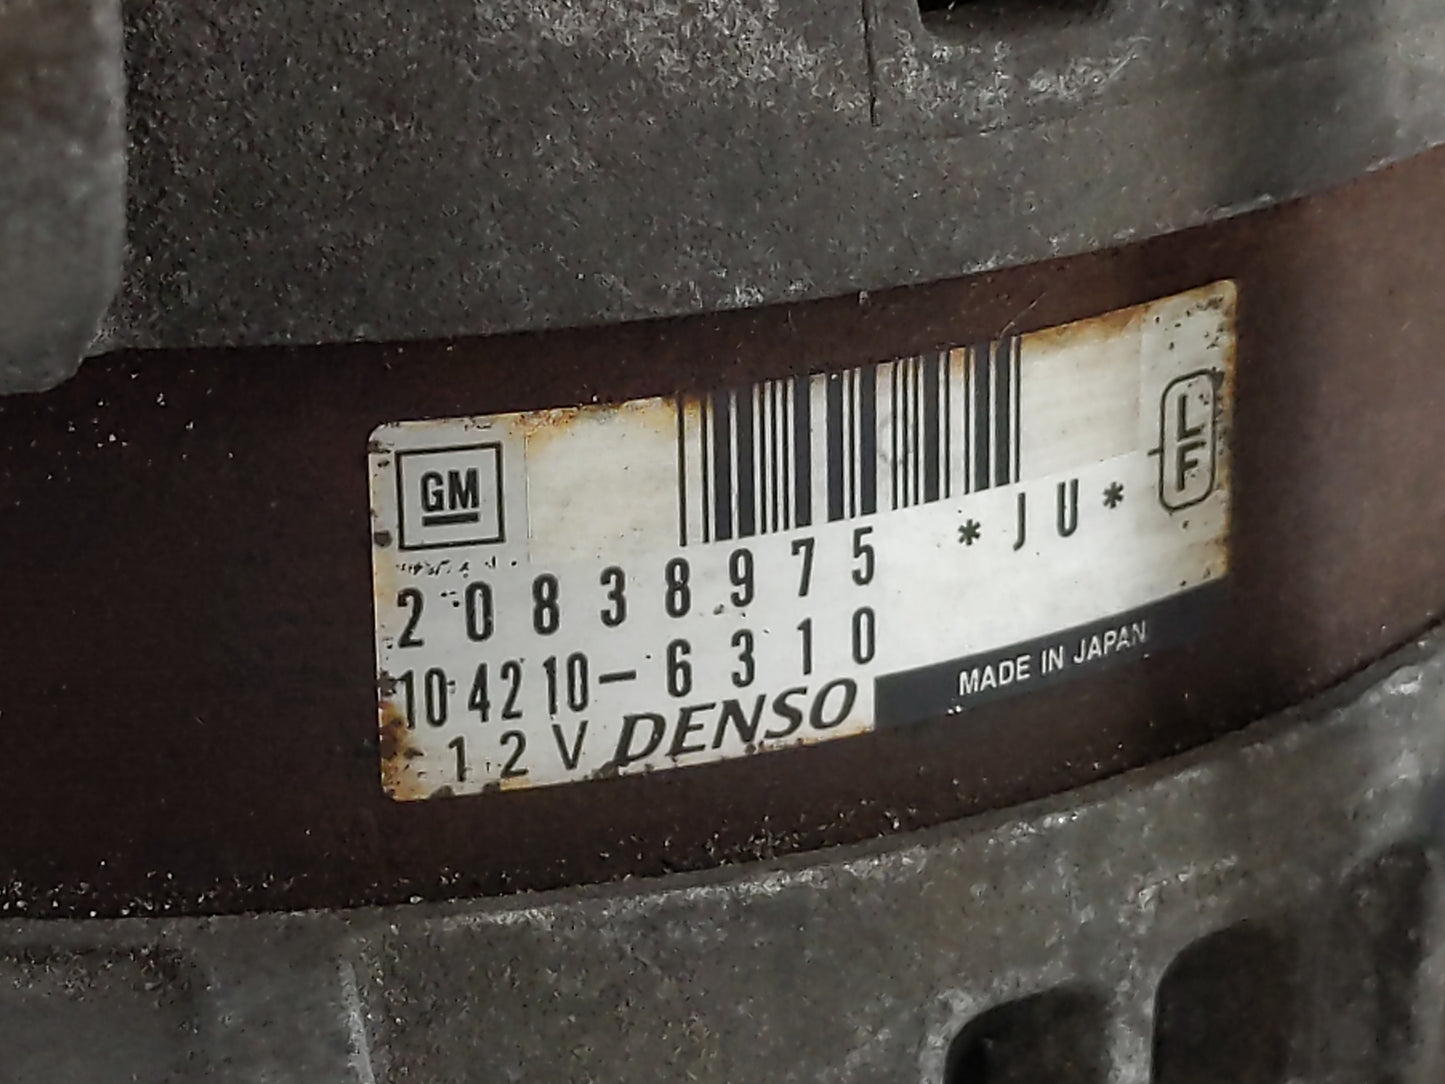 GM
20838975 *JU*
LF
104210-6310
12V DENSO MADE IN JAPAN